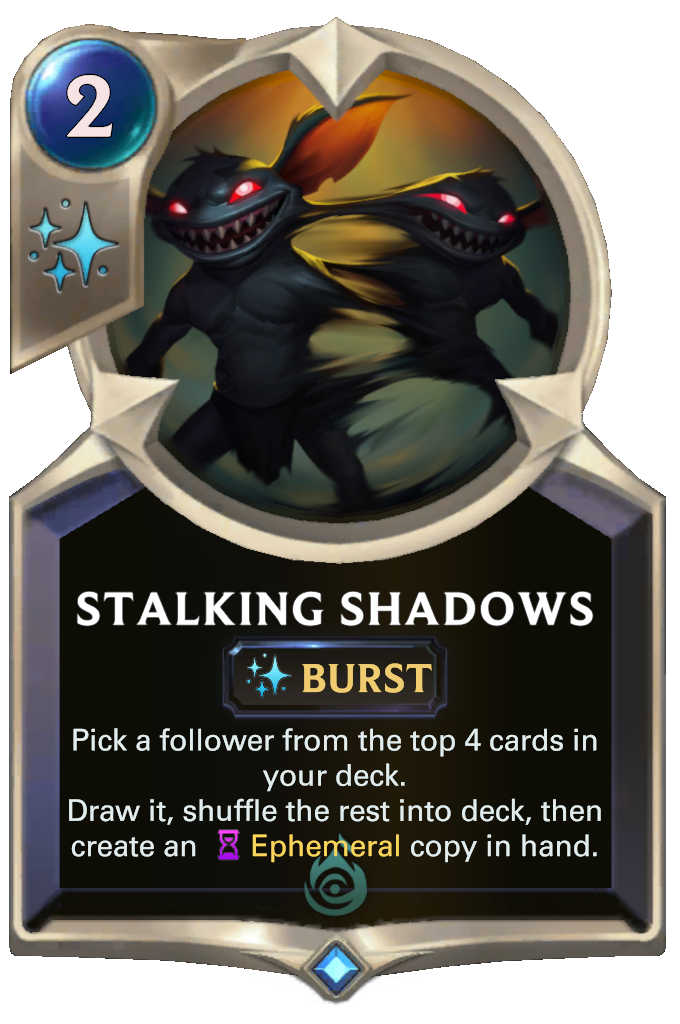 2
STALKING SHADOWS
BURST
Pick a follower from the top 4 cards in
your deck.
Draw it, shuffle the rest into deck, then
create an Ephemeral copy in hand.